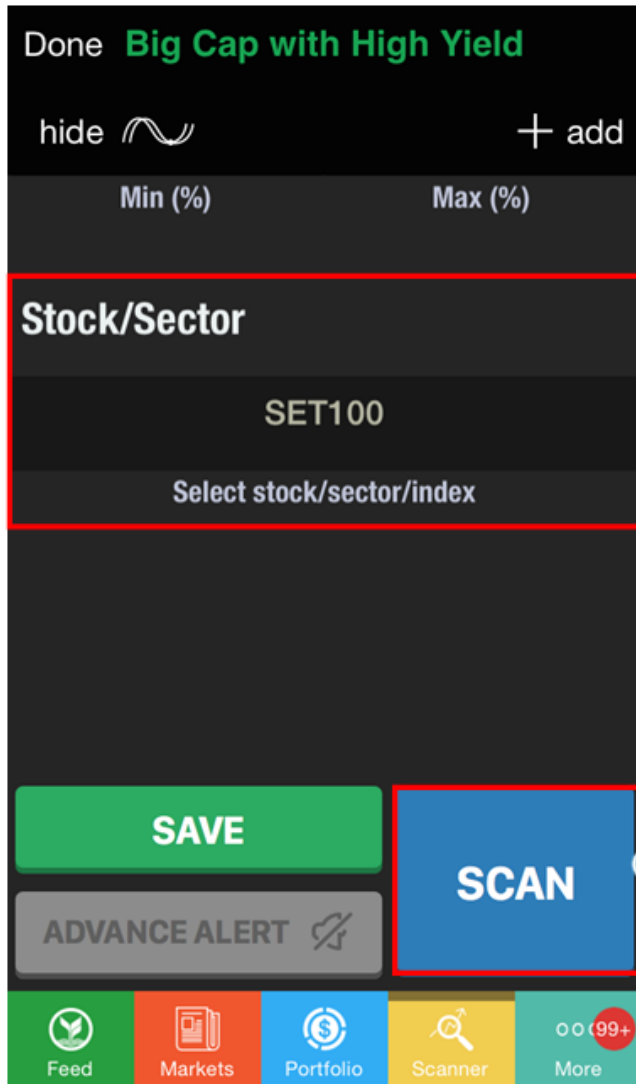 Done Big Cap with High Yield
hide + add
Min (%) Max (%)
Stock/Sector
SET100
Select stock/sector/index
SAVE
SCAN
ADVANCE ALERT
99+
Feed Markets Portfolio Scanner More